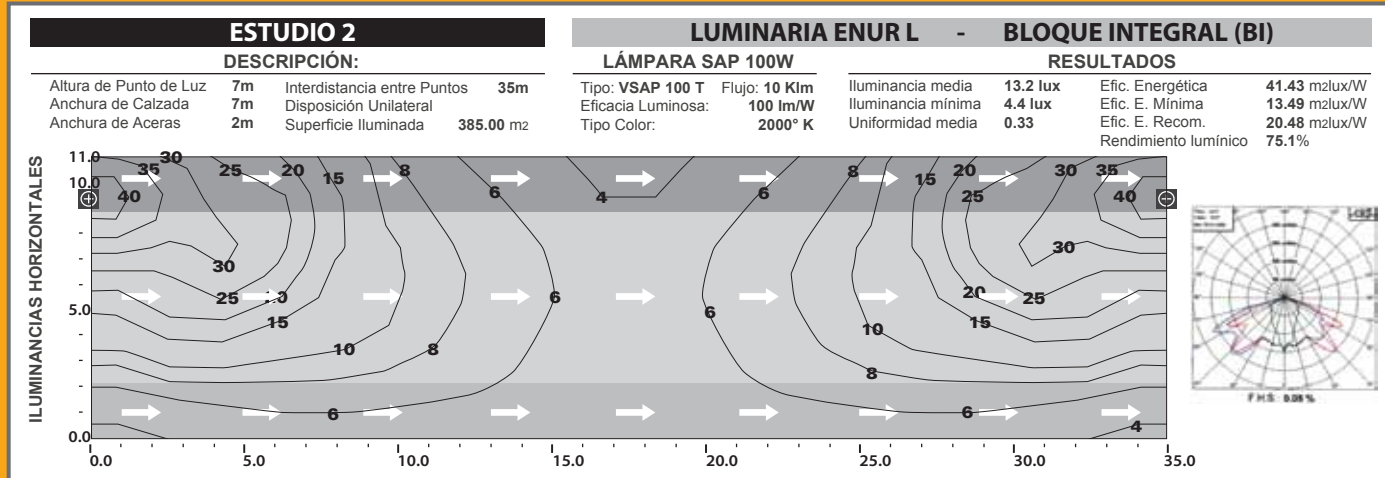 ESTUDIO 2
LUMINARIA ENUR L - BLOQUE INTEGRAL (BI)
DESCRIPCIÓN:
Altura de Punto de Luz 7m Interdistancia entre Puntos 35m
Anchura de Calzada 7m Disposición Unilateral
Anchura de Aceras 2m Superficie Iluminada 385.00 m2
LÁMPARA SAP 100W
Tipo: VSAP 100 T Flujo: 10 Klm
Eficacia Luminosa: 100 lm/W
Tipo Color: 2000° K
RESULTADOS
Iluminancia media 13.2 lux Efic. Energética 41.43 m2lux/W
Iluminancia mínima 4.4 lux Efic. E. Mínima 13.49 m2lux/W
Uniformidad media 0.33 Efic. E. Recom. 20.48 m2lux/W
Rendimiento lumínico 75.1%
ILUMINANCIAS HORIZONTALES
11.0
10.0
5.0
0.0
35 30 25 20 15 8 6 4 6 8 15 20 25 30 35
40 40
30 30
25 20 25
15 15
6 6
10 10
8 8
6 6
4
0.0 5.0 10.0 15.0 20.0 25.0 30.0 35.0
F.H.S.: 0.08 %